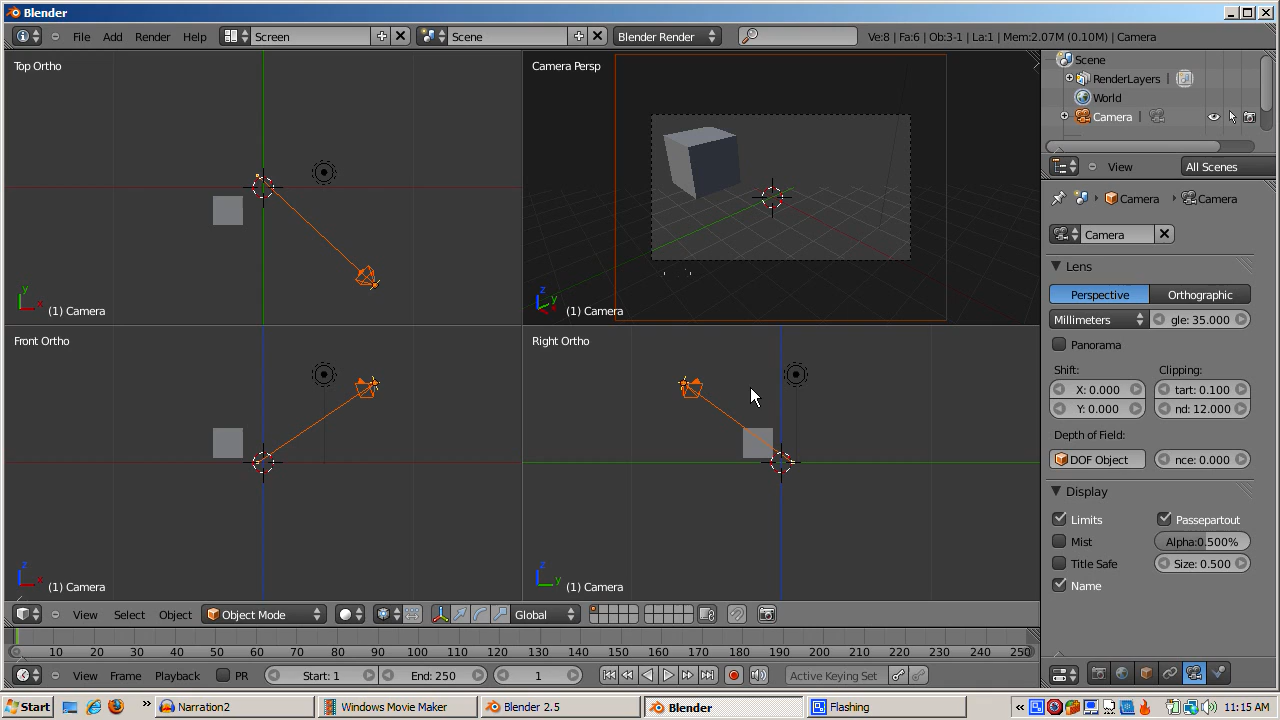 Blender
File Add Render Help Screen Scene Blender Render Ve:8 | Fa:6 | Ob:3-1 | La:1 | Mem:2.07M (0.10M) | Camera
Top Ortho
y
x
(1) Camera
Camera Persp
z
y
(1) Camera
Front Ortho
z
x
(1) Camera
Right Ortho
z
y
(1) Camera
View Select Object Object Mode Global
10 20 30 40 50 60 70 80 90 100 110 120 130 140 150 160 170 180 190 200 210 220 230 240 250
View Frame Playback PR Start: 1 End: 250 1 Active Keying Set
Scene
RenderLayers
World
Camera
View All Scenes
Camera Camera
Camera
Lens
Perspective Orthographic
Millimeters gle: 35.000
Panorama
Shift: Clipping:
X: 0.000 tart: 0.100
Y: 0.000 nd: 12.000
Depth of Field:
DOF Object nce: 0.000
Display
Limits Passepartout
Mist Alpha:0.500%
Title Safe Size: 0.500
Name
Start » Narration2 Windows Movie Maker Blender 2.5 Blender Flashing « 11:15 AM